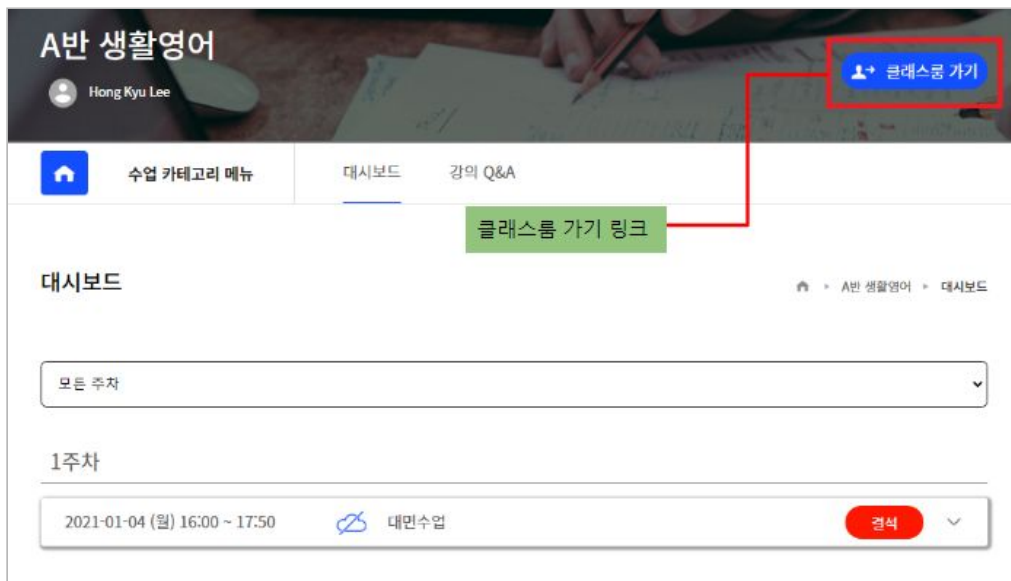 A반 생활영어
Hong Kyu Lee
클래스룸 가기
수업 카테고리 메뉴 대시보드 강의 Q&A
클래스룸 가기 링크
대시보드
A반 생활영어 대시보드
모든 주차
1주차
2021-01-04 (월) 16:00 ~ 17:50 대면수업 결석